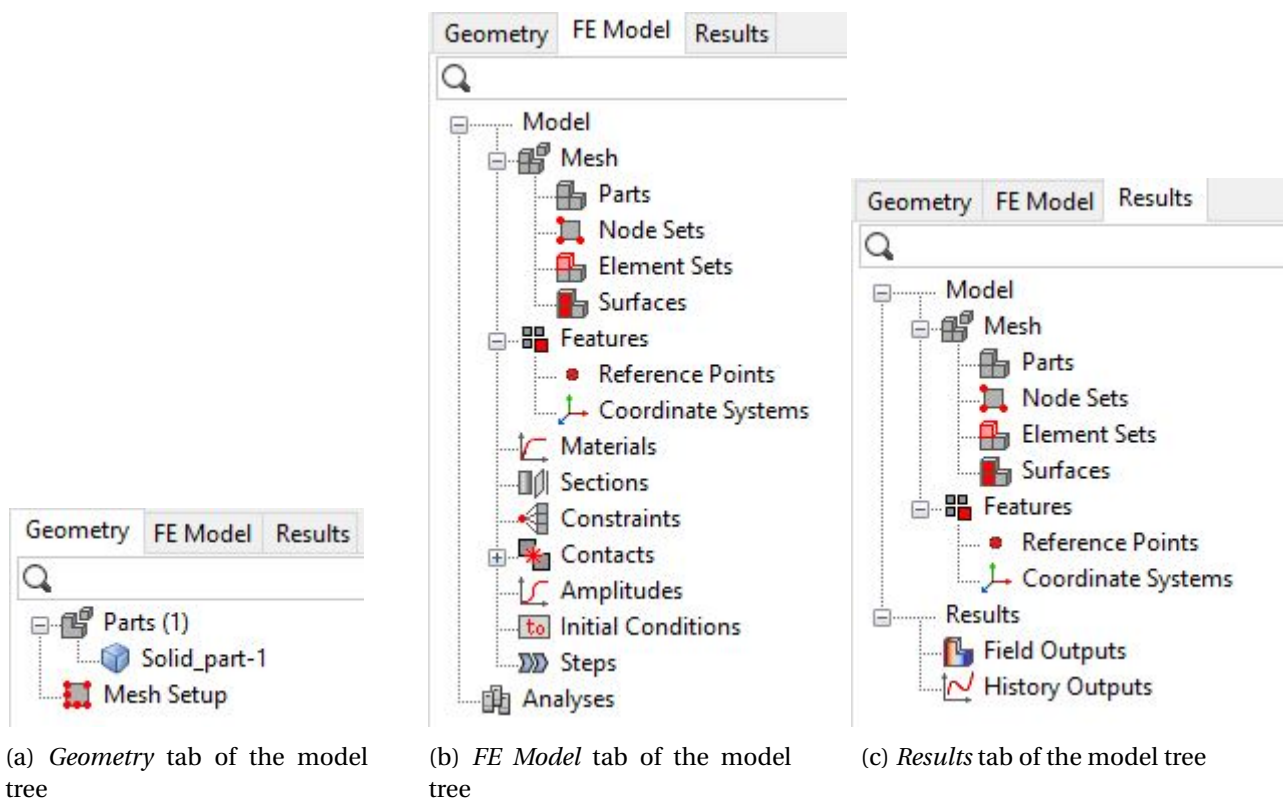 Geometry FE Model Results
Parts (1)
Solid_part-1
Mesh Setup
(a) Geometry tab of the model
tree
Geometry FE Model Results
Model
Mesh
Parts
Node Sets
Element Sets
Surfaces
Features
Reference Points
Coordinate Systems
Materials
Sections
Constraints
Contacts
Amplitudes
to Initial Conditions
Steps
Analyses
(b) FE Model tab of the model
tree
Geometry FE Model Results
Model
Mesh
Parts
Node Sets
Element Sets
Surfaces
Features
Reference Points
Coordinate Systems
Results
Field Outputs
History Outputs
(c) Results tab of the model tree